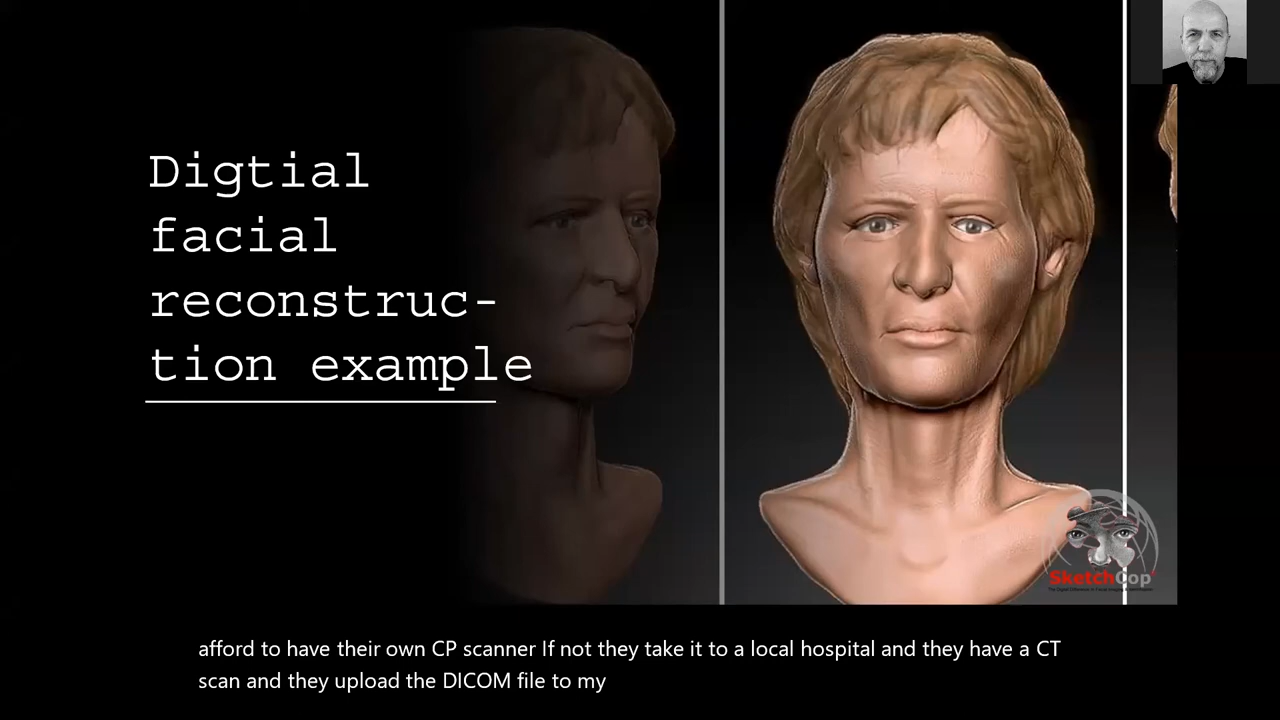 Digtial
facial
reconstruc-
tion example
SketchCop
afford to have their own CP scanner If not they take it to a local hospital and they have a CT
scan and they upload the DICOM file to my